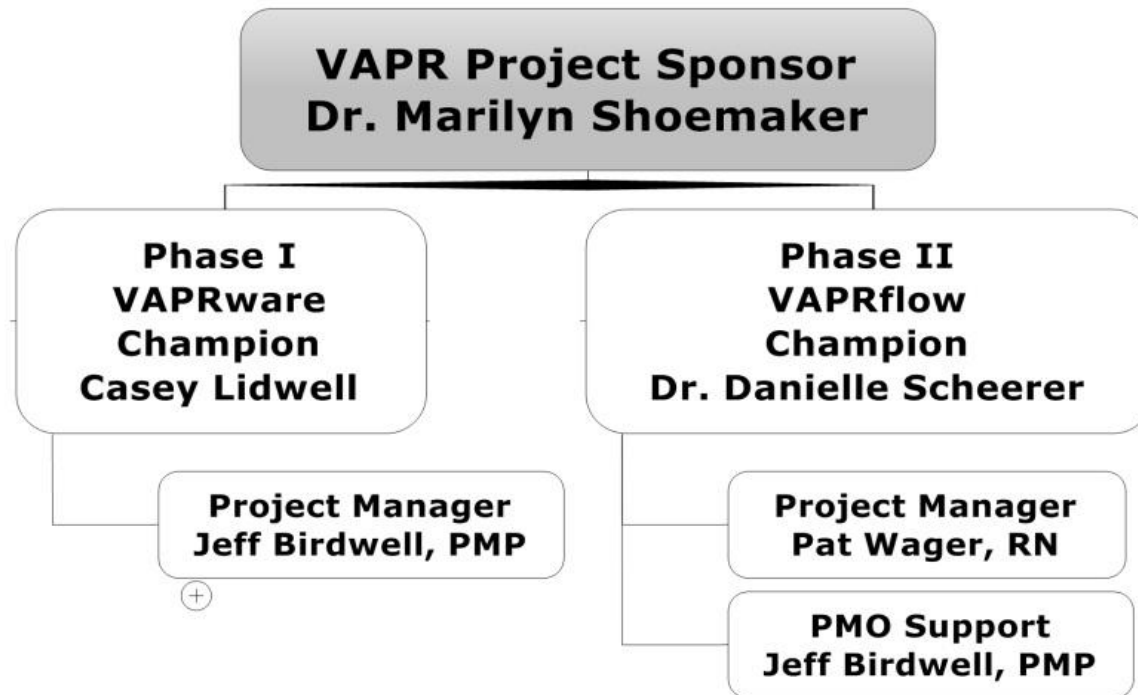 VAPR Project Sponsor
Dr. Marilyn Shoemaker
Phase I
VAPRware
Champion
Casey Lidwell
Phase II
VAPRflow
Champion
Dr. Danielle Scheerer
Project Manager
Jeff Birdwell, PMP
Project Manager
Pat Wager, RN
PMO Support
Jeff Birdwell, PMP